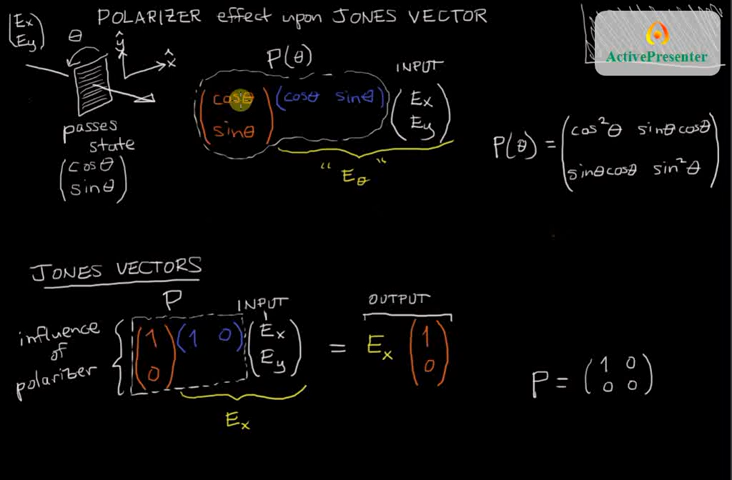 POLARIZER effect upon JONES VECTOR
(Ex
Ey)
θ
ŷ
x̂
passes
state
(cosθ
sinθ)
P(θ)
INPUT
(cosθ
sinθ) (cosθ sinθ) (Ex
Ey)
"Eθ"
P(θ) = (cos²θ sinθcosθ
sinθcosθ sin²θ)
ActivePresenter
JONES VECTORS
influence
of
polarizer
P
INPUT
OUTPUT
(1
0) (1 0) (Ex
Ey) = Ex (1
0)
Ex
P = (1 0
0 0)